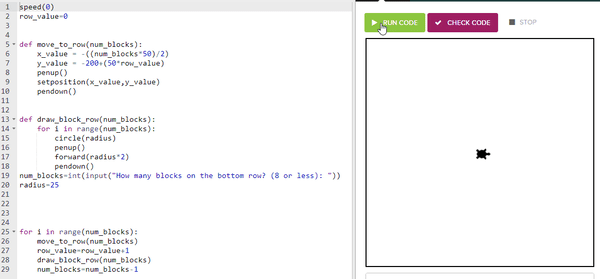 1 speed(0)
2 row_value=0
3
4
5 def move_to_row(num_blocks):
6 x_value = -((num_blocks*50)/2)
7 y_value = -200+(50*row_value)
8 penup()
9 setposition(x_value,y_value)
10 pendown()
11
12
13 def draw_block_row(num_blocks):
14 for i in range(num_blocks):
15 circle(radius)
16 penup()
17 forward(radius*2)
18 pendown()
19 num_blocks=int(input("How many blocks on the bottom row? (8 or less): "))
20 radius=25
21
22
23
24
25 for i in range(num_blocks):
26 move_to_row(num_blocks)
27 row_value=row_value+1
28 draw_block_row(num_blocks)
29 num_blocks=num_blocks-1
RUN CODE CHECK CODE STOP